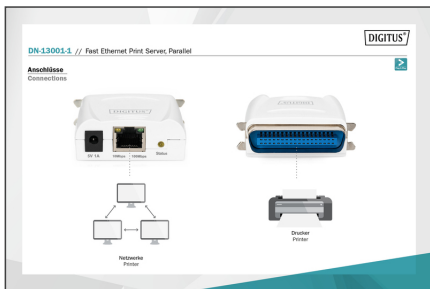 DIGITUS®
DN-13001-1 // Fast Ethernet Print Server, Parallel
Anschlüsse
Connections
DIGITUS
5V 1A
10Mbps
100Mbps
Status
Netzwerke
Printer
Drucker
Printer